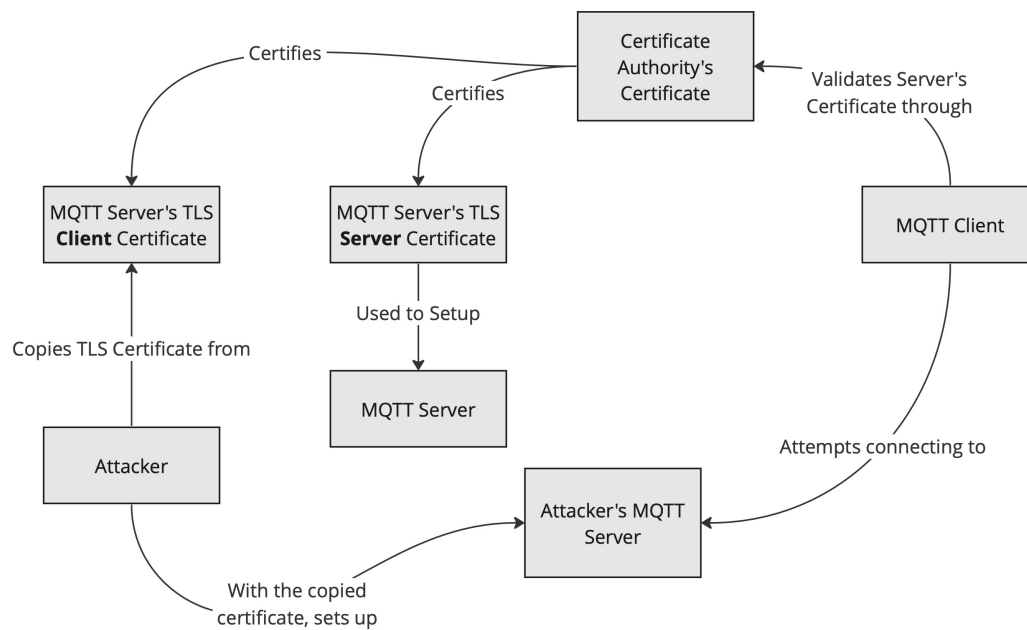 Certificate
Authority's
Certificate
Certifies
Certifies
Validates Server's
Certificate through
MQTT Server's TLS
Client Certificate
MQTT Server's TLS
Server Certificate
MQTT Client
Used to Setup
Copies TLS Certificate from
MQTT Server
Attacker
Attempts connecting to
Attacker's MQTT
Server
With the copied
certificate, sets up